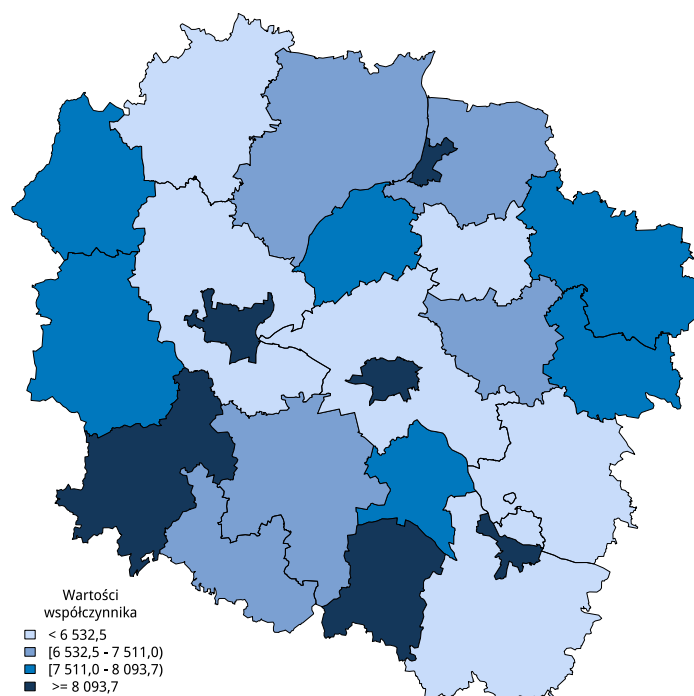 Wartości
współczynnika
< 6 532,5
[6 532,5 - 7 511,0)
[7 511,0 - 8 093,7)
>= 8 093,7